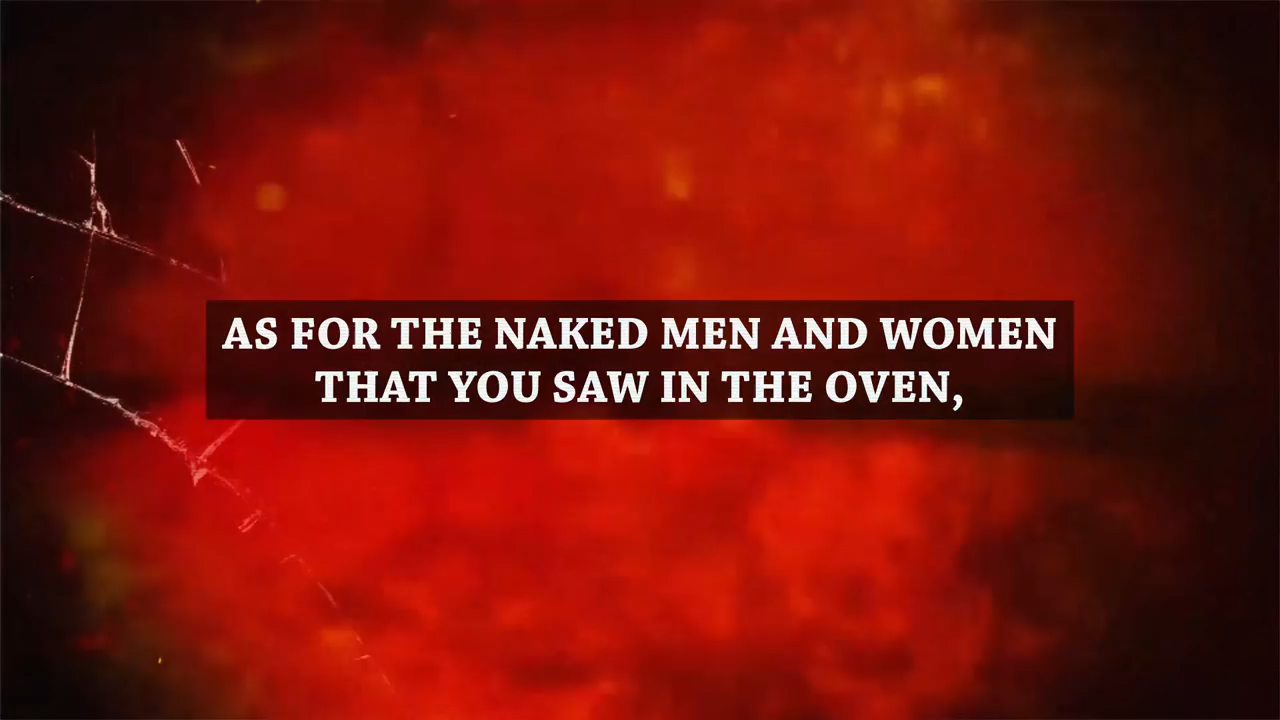 AS FOR THE NAKED MEN AND WOMEN
THAT YOU SAW IN THE OVEN,